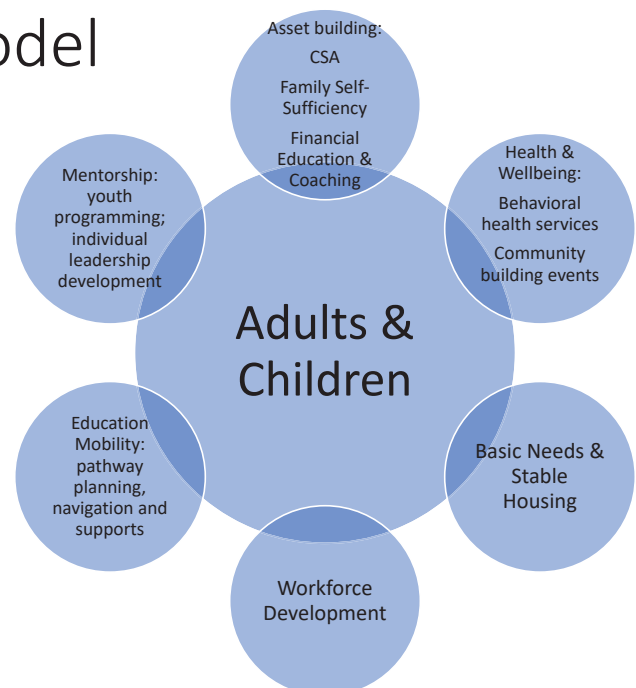 odel
Asset building:
CSA
Family Self-
Sufficiency
Financial
Education &
Coaching
Health &
Wellbeing:
Behavioral
health services
Community
building events
Basic Needs &
Stable
Housing
Workforce
Development
Education
Mobility:
pathway
planning,
navigation and
supports
Mentorship:
youth
programming;
individual
leadership
development
Adults &
Children